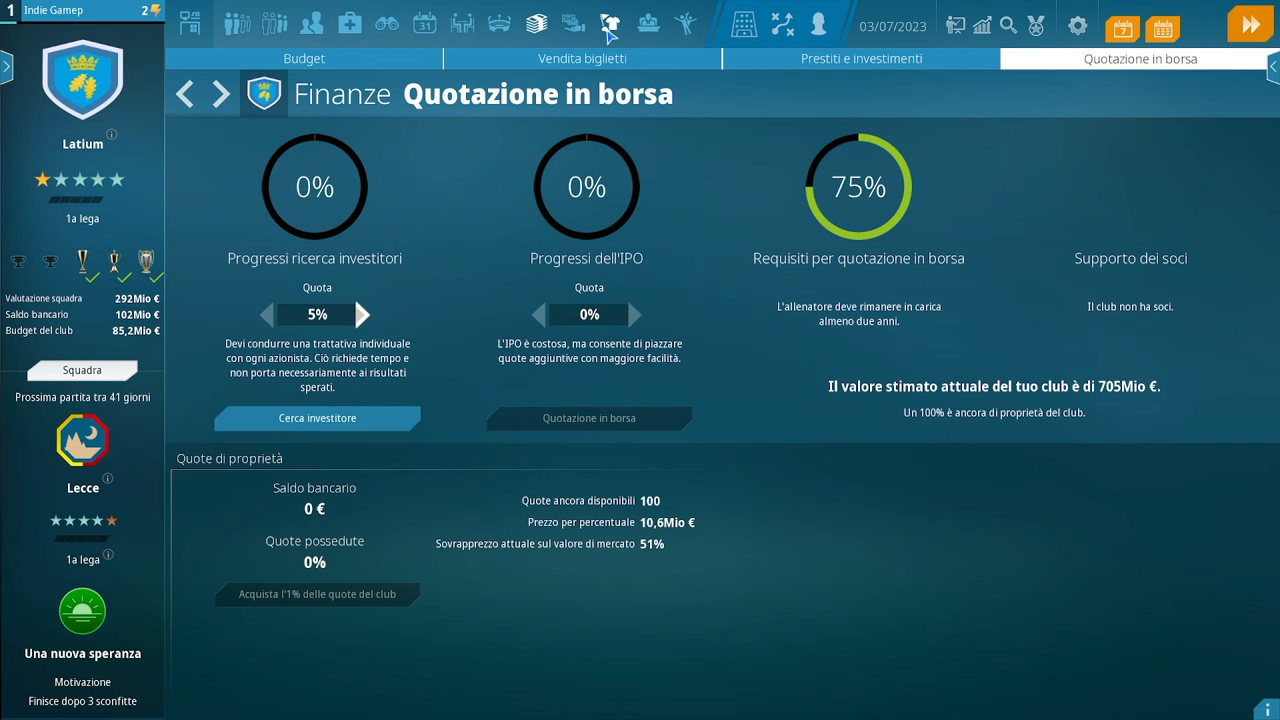 1 Indie Gamep 2
31
03/07/2023
7
Budget
Vendita biglietti
Prestiti e investimenti
Quotazione in borsa
Finanze Quotazione in borsa
Latium
1a lega
Valutazione squadra 292Mio €
Saldo bancario 102Mio €
Budget del club 85,2Mio €
Squadra
Prossima partita tra 41 giorni
Lecce
1a lega
Una nuova speranza
Motivazione
Finisce dopo 3 sconfitte
0%
Progressi ricerca investitori
Quota
5%
Devi condurre una trattativa individuale
con ogni azionista. Ciò richiede tempo e
non porta necessariamente ai risultati
sperati.
Cerca investitore
0%
Progressi dell'IPO
Quota
0%
L'IPO è costosa, ma consente di piazzare
quote aggiuntive con maggiore facilità.
Quotazione in borsa
75%
Requisiti per quotazione in borsa
L'allenatore deve rimanere in carica
almeno due anni.
Supporto dei soci
Il club non ha soci.
Il valore stimato attuale del tuo club è di 705Mio €.
Un 100% è ancora di proprietà del club.
Quote di proprietà
Saldo bancario
0 €
Quote possedute
0%
Acquista l'1% delle quote del club
Quote ancora disponibili 100
Prezzo per percentuale 10,6Mio €
Sovrapprezzo attuale sul valore di mercato 51%
i